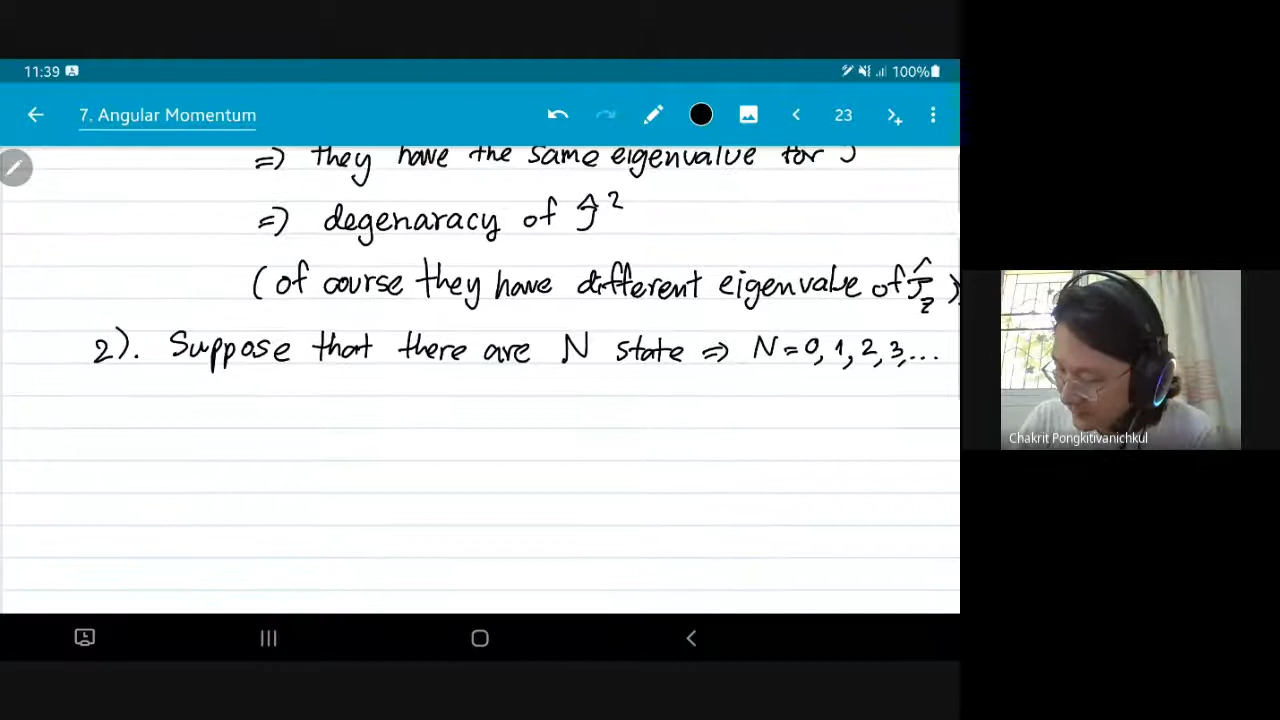 11:39 100%
7. Angular Momentum 23
=> they have the same eigenvalue for J
=> degenaracy of Ĵ²
(of course they have different eigenvalue of Ĵz)
2). Suppose that there are N state => N=0, 1, 2, 3,...
Chakrit Pongkitivanichkul